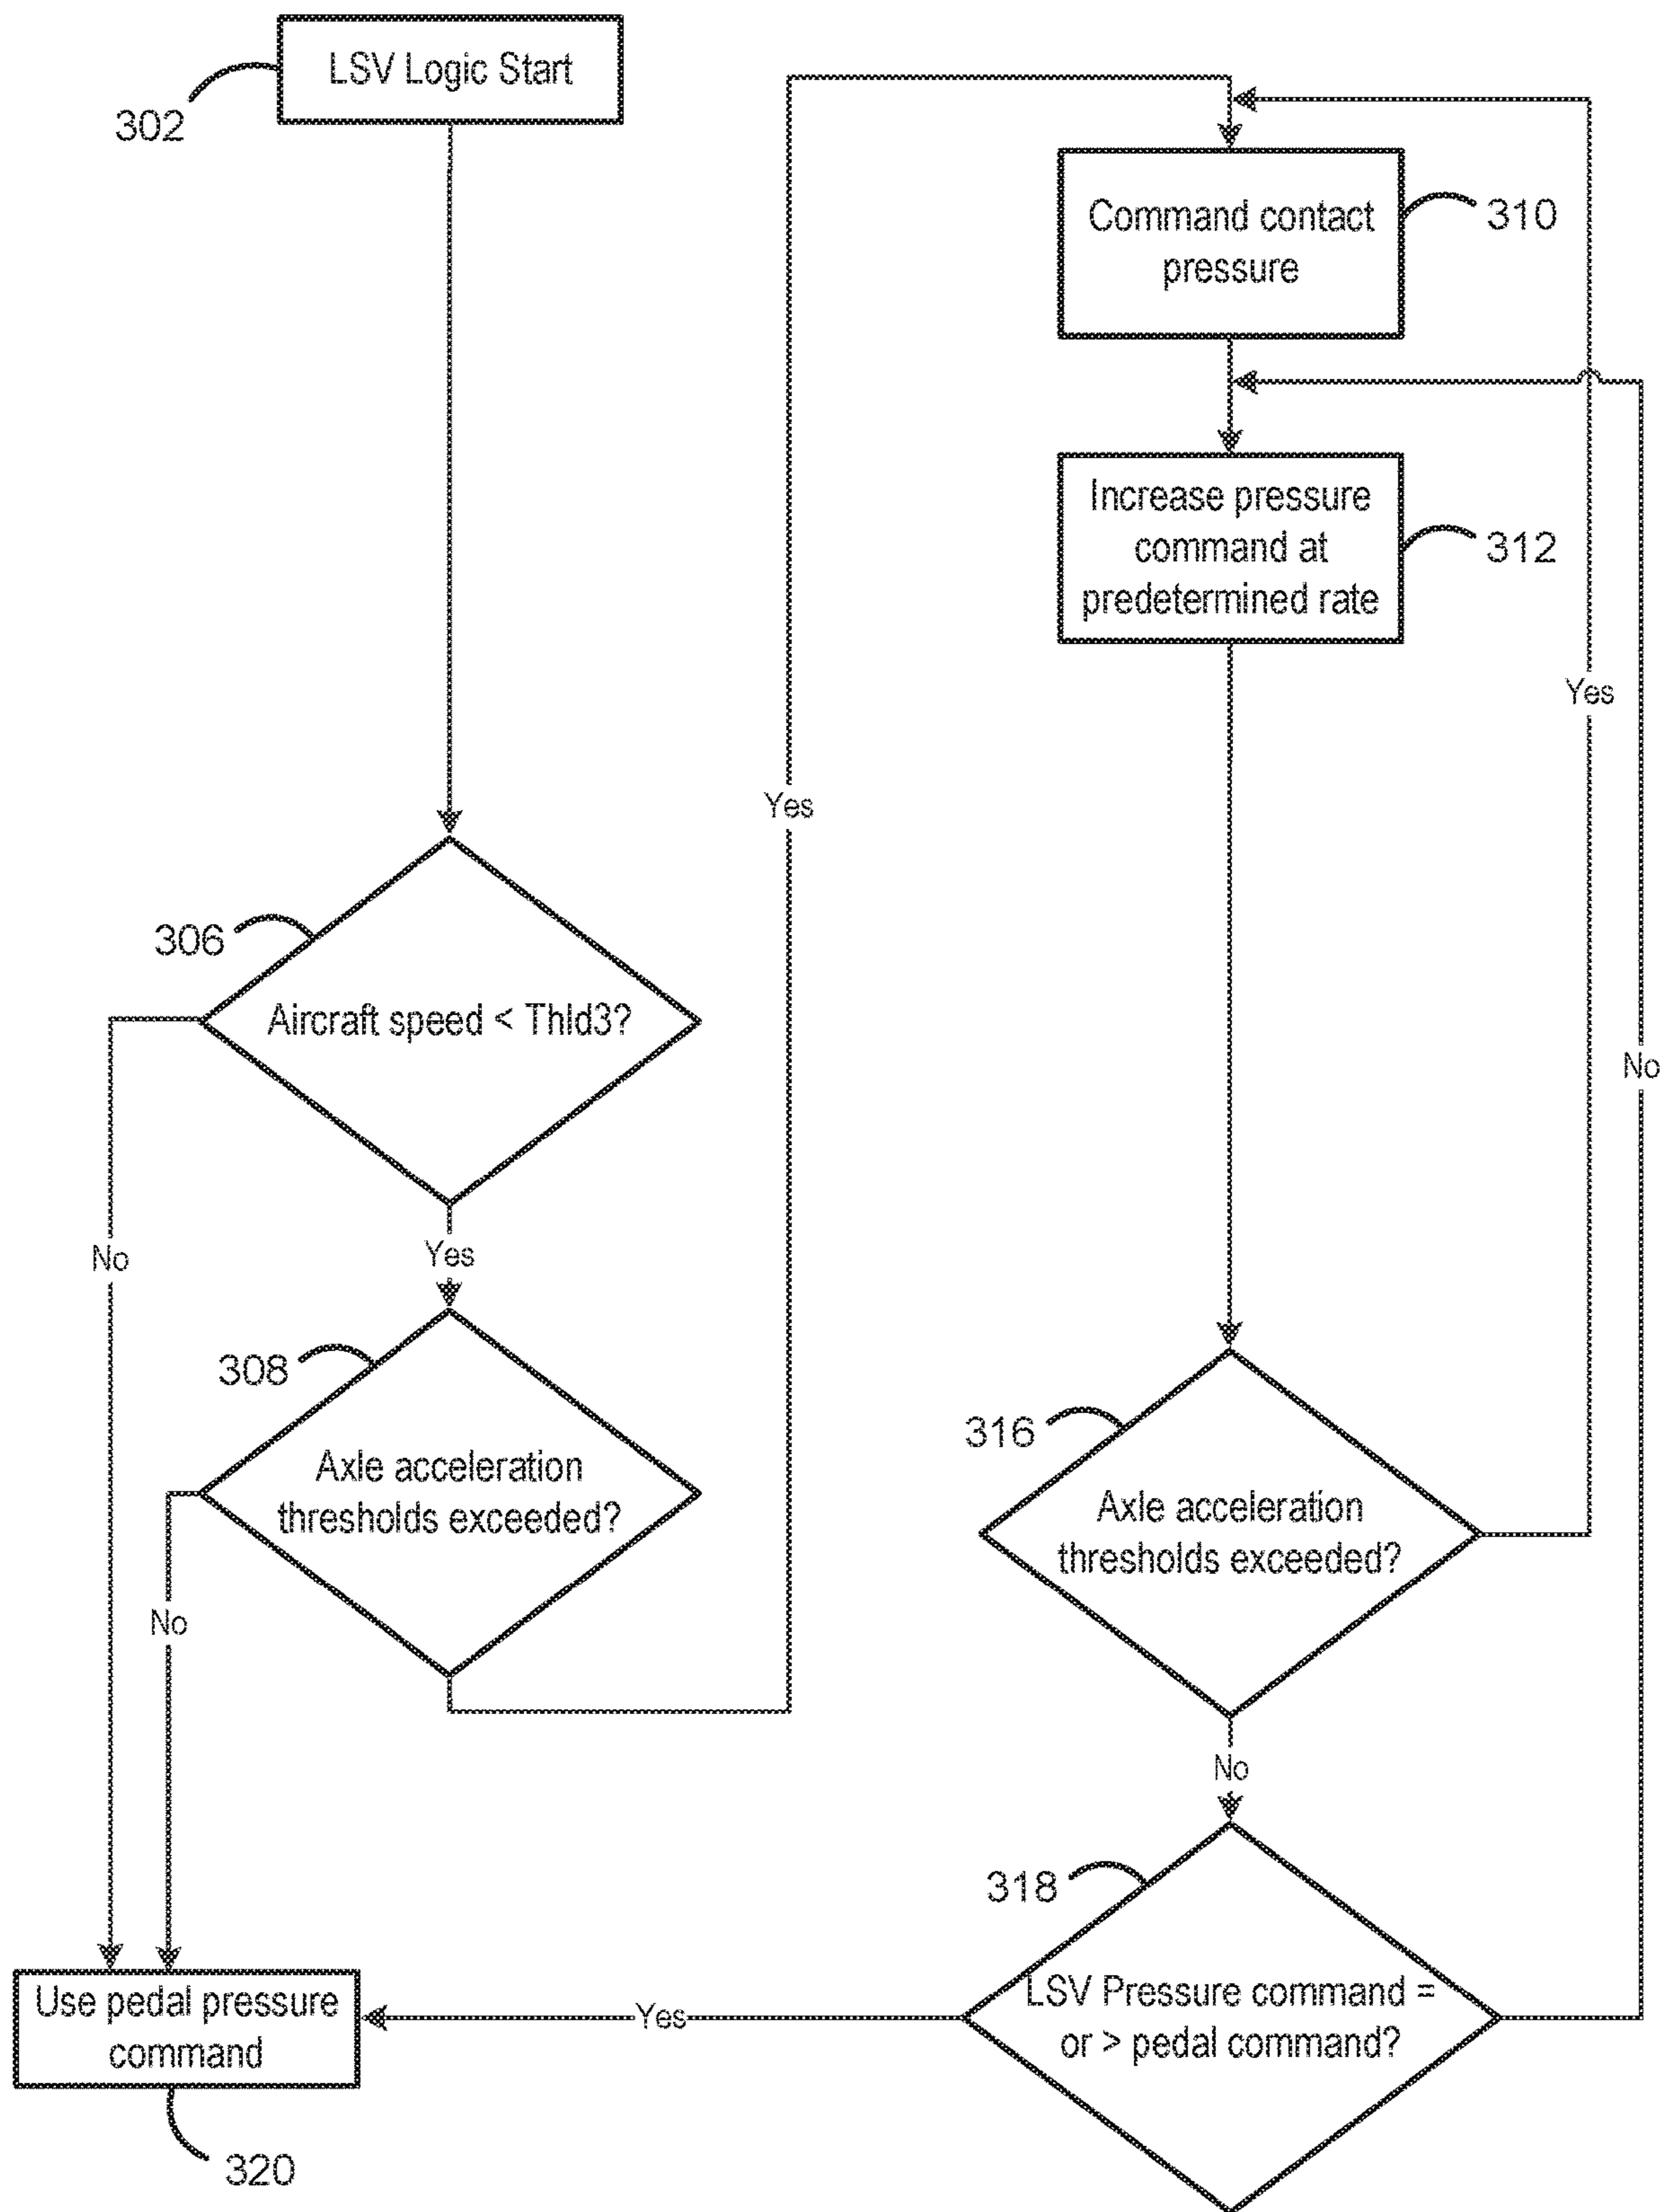 LSV Logic Start
302
306
Aircraft speed < Thld3?
No
Yes
308
Axle acceleration
thresholds exceeded?
No
Yes
Use pedal pressure
command
320
Command contact
pressure
310
Increase pressure
command at
predetermined rate
312
Yes
No
316
Axle acceleration
thresholds exceeded?
No
318
LSV Pressure command =
or > pedal command?
Yes